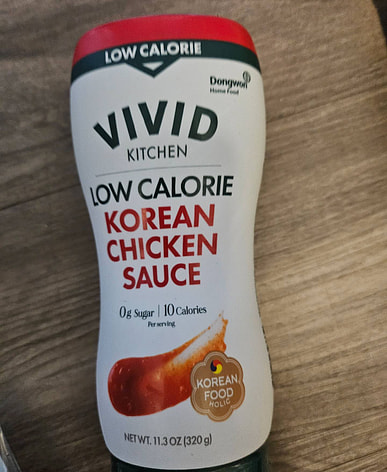 LOW CALORIE
Dongwon
Home Food
VIVID
KITCHEN
LOW CALORIE
KOREAN
CHICKEN
SAUCE
0g Sugar | 10 Calories
Per serving
KOREAN
FOOD
HOLIC
NET WT. 11.3 OZ (320g)